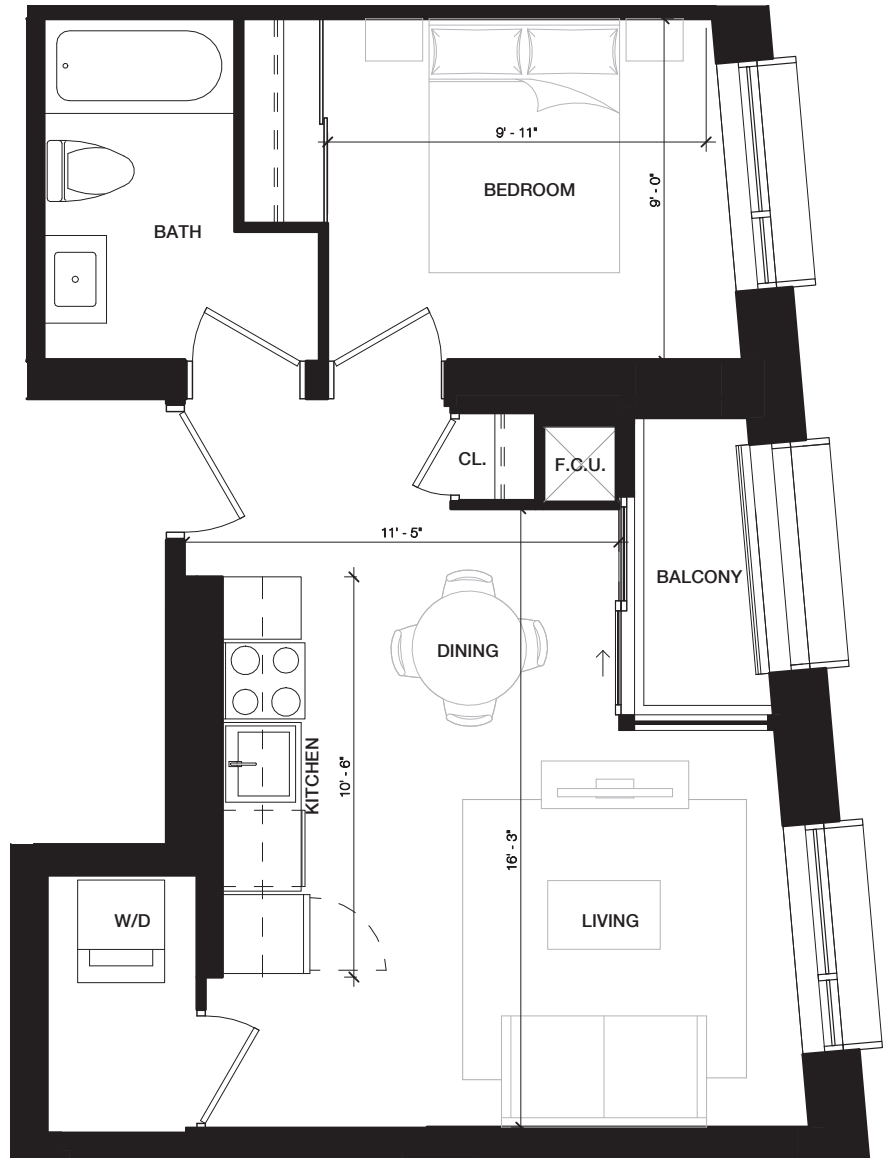 9' - 11"
BEDROOM
9' - 0"
BATH
CL.
F.C.U.
11' - 5"
BALCONY
DINING
KITCHEN
10' - 6"
16' - 3"
W/D
LIVING